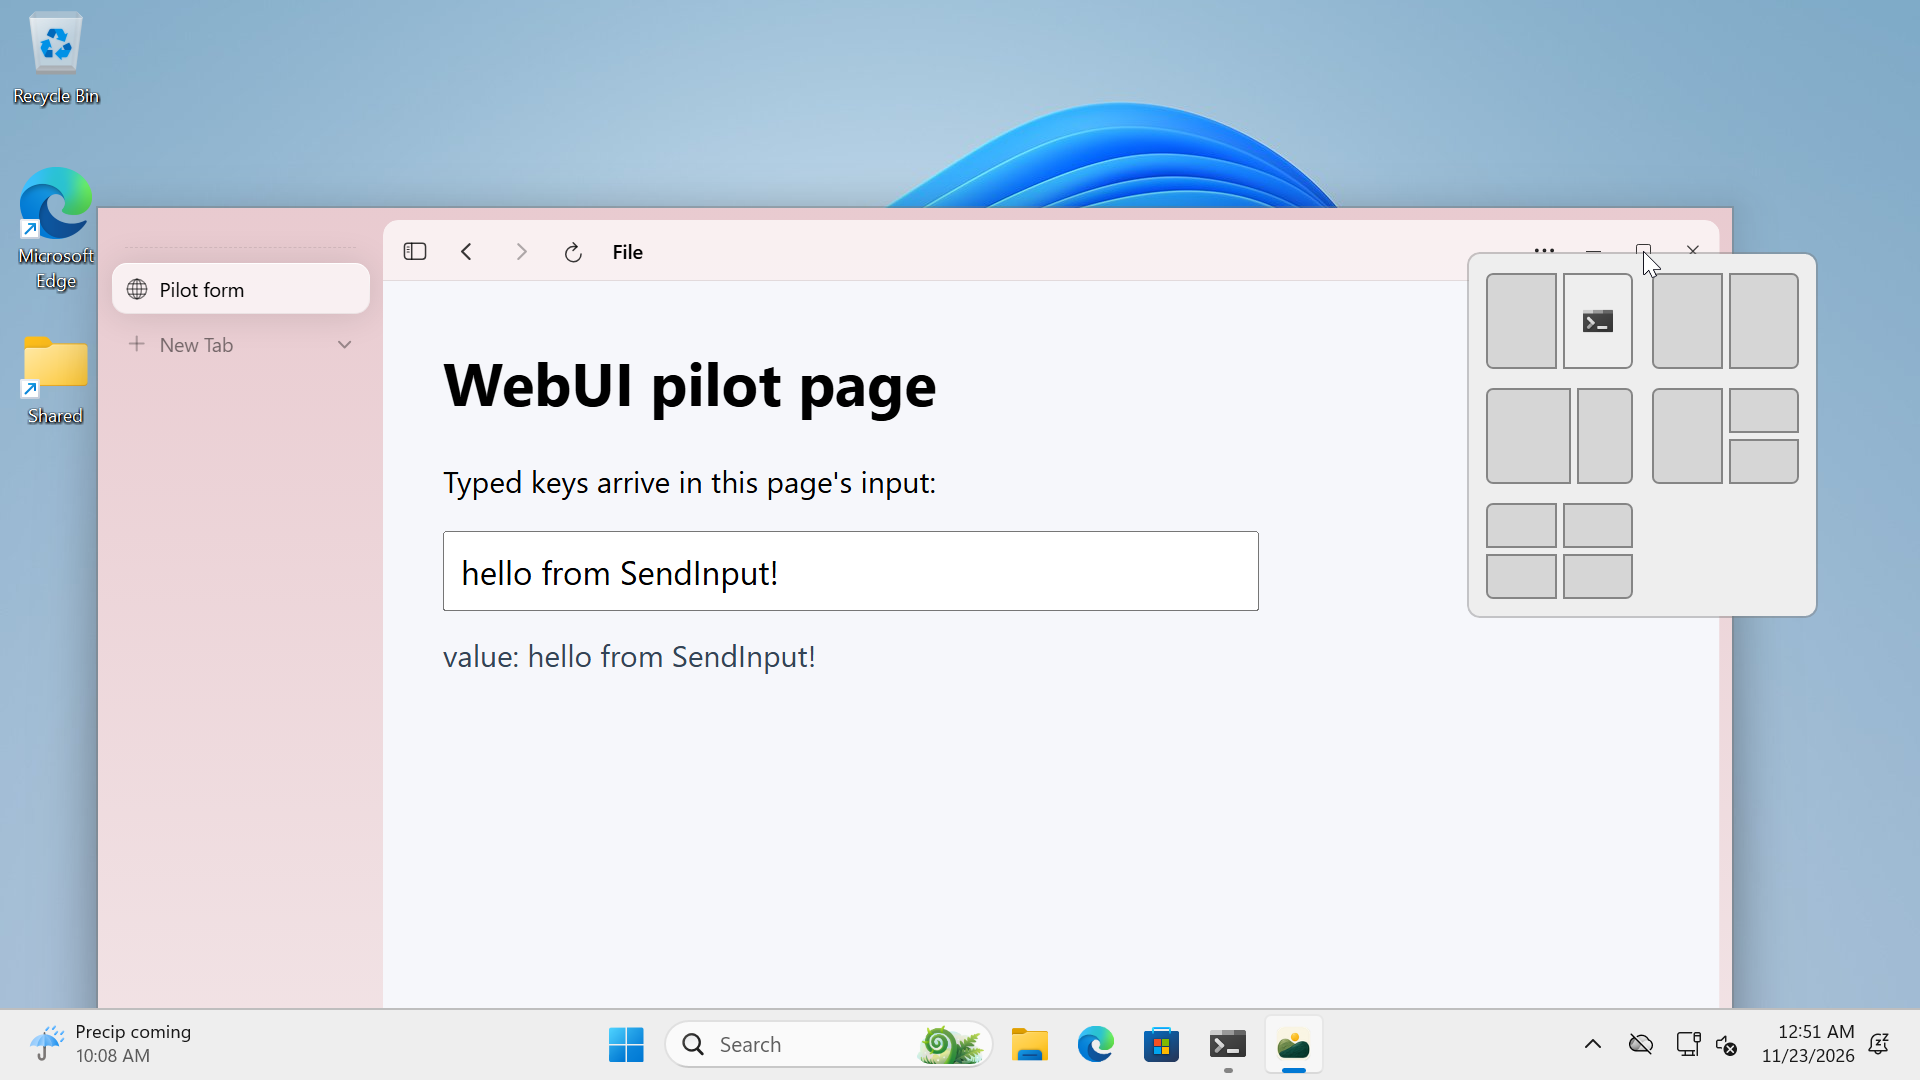 Recycle Bin
Microsoft
Edge
Shared
Pilot form
New Tab
File
WebUI pilot page
Typed keys arrive in this page's input:
hello from SendInput!
value: hello from SendInput!
Precip coming
10:08 AM
Search
12:51 AM
11/23/2026